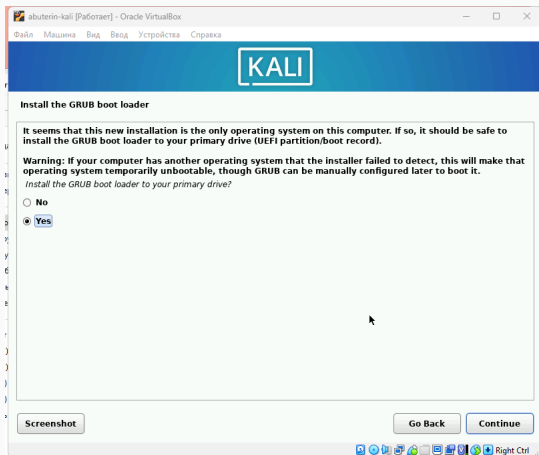 abuterin-kali [Работает] - Oracle VirtualBox
Файл Машина Вид Ввод Устройства Справка
KALI
Install the GRUB boot loader
It seems that this new installation is the only operating system on this computer. If so, it should be safe to
install the GRUB boot loader to your primary drive (UEFI partition/boot record).
Warning: If your computer has another operating system that the installer failed to detect, this will make that
operating system temporarily unbootable, though GRUB can be manually configured later to boot it.
Install the GRUB boot loader to your primary drive?
No
Yes
Screenshot Go Back Continue
Right Ctrl